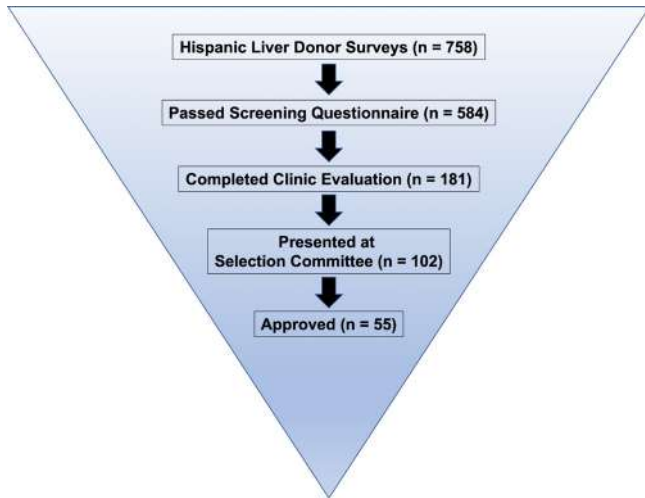 Hispanic Liver Donor Surveys (n = 758)
Passed Screening Questionnaire (n = 584)
Completed Clinic Evaluation (n = 181)
Presented at
Selection Committee (n = 102)
Approved (n = 55)